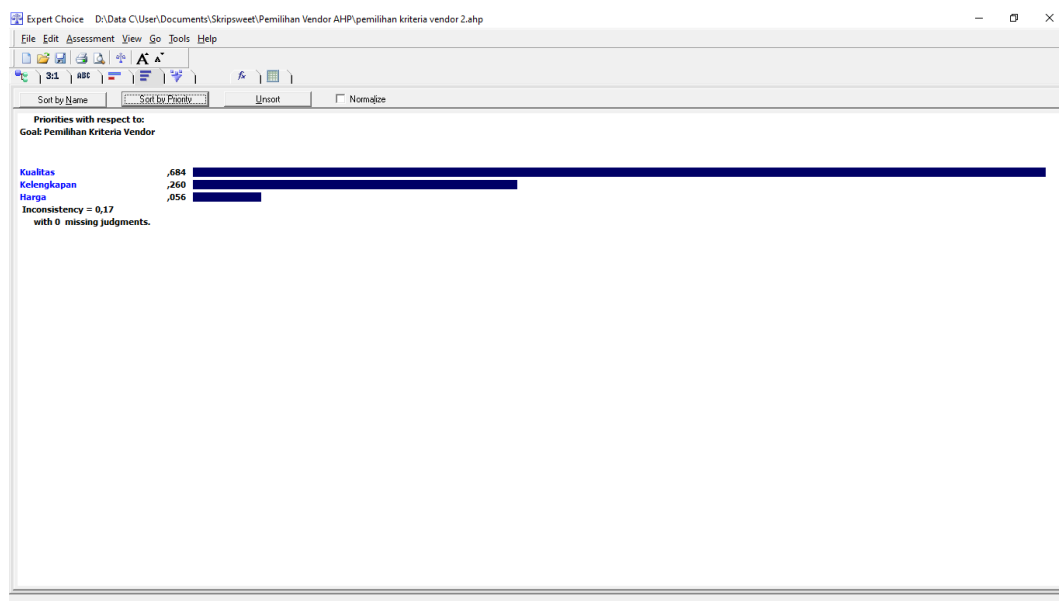 Expert Choice D:\Data C\User\Documents\Skripsweet\Pemilihan Vendor AHP\pemilihan kriteria vendor 2.ahp
File Edit Assessment View Go Tools Help
A A
3:1 ABC fx
Sort by Name Sort by Priority Unsort Normalize
Priorities with respect to:
Goal: Pemilihan Kriteria Vendor
Kualitas ,684
Kelengkapan ,260
Harga ,056
Inconsistency = 0,17
with 0 missing judgments.